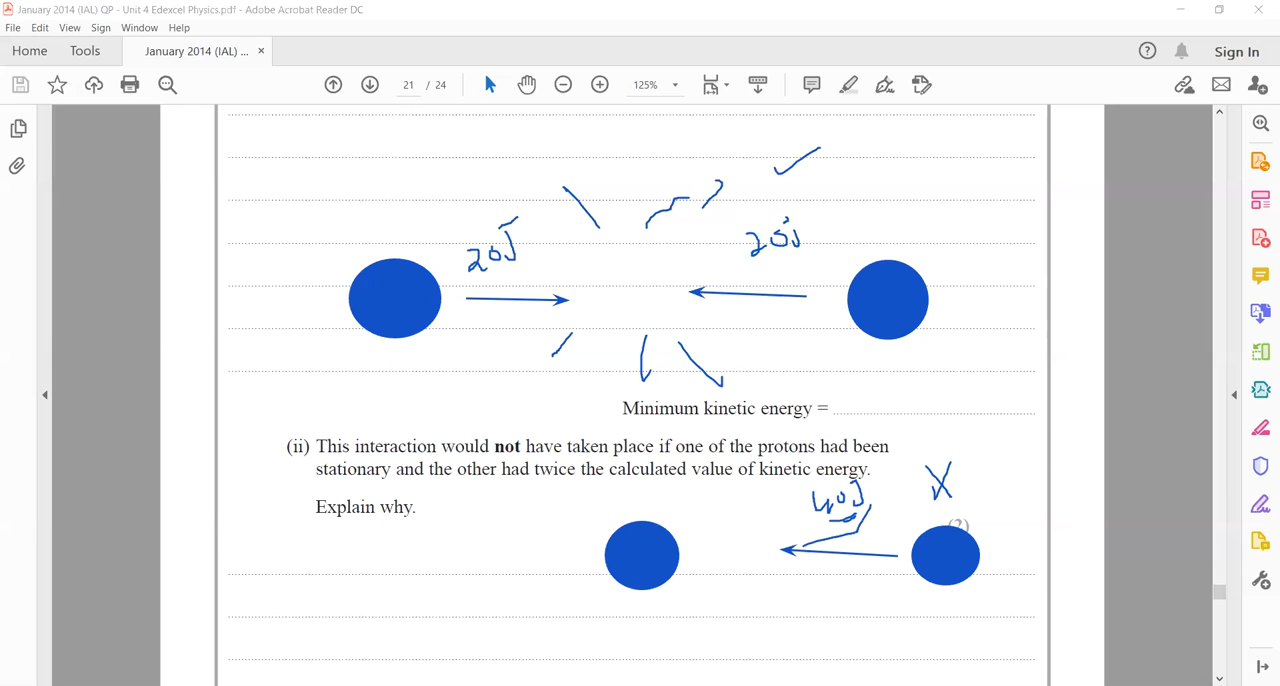 January 2014 (IAL) QP - Unit 4 Edexcel Physics.pdf - Adobe Acrobat Reader DC
File Edit View Sign Window Help
Home Tools January 2014 (IAL) ... × Sign In
21 / 24 125%
20J 20J
Minimum kinetic energy =
(ii) This interaction would not have taken place if one of the protons had been
stationary and the other had twice the calculated value of kinetic energy.
40J
Explain why.
(2)